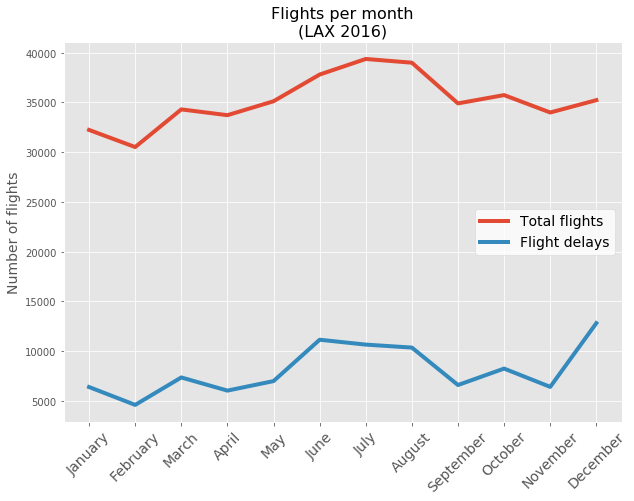 Flights per month
(LAX 2016)
40000
35000
30000
25000
20000
15000
10000
5000
Number of flights
Total flights
Flight delays
January
February
March
April
May
June
July
August
September
October
November
December